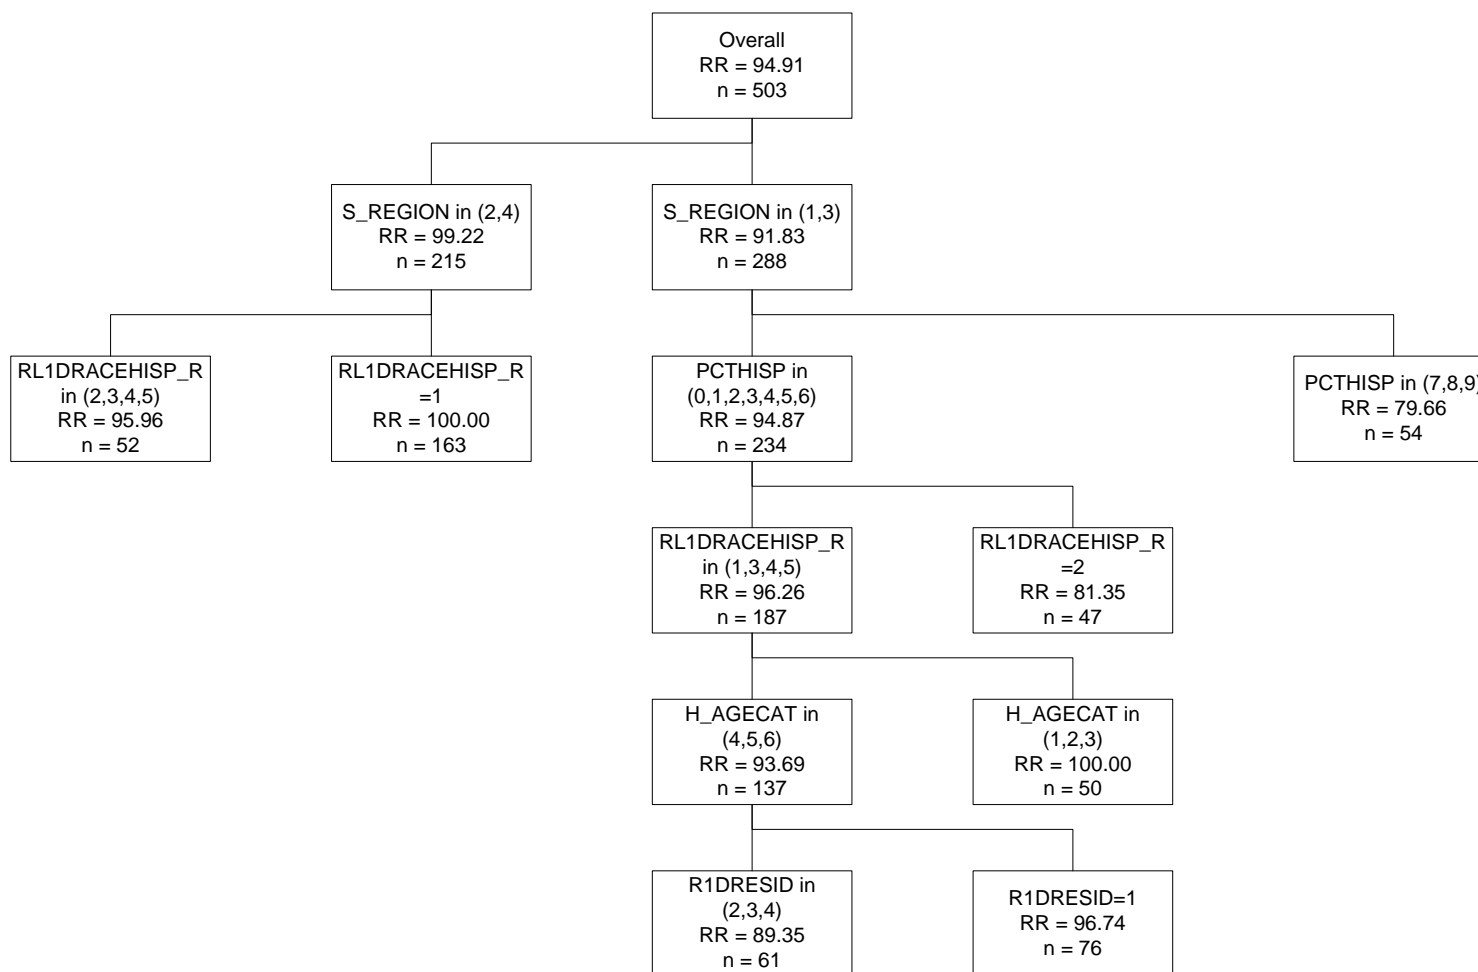 Overall
RR = 94.91
n = 503
S_REGION in (2,4)
RR = 99.22
n = 215
S_REGION in (1,3)
RR = 91.83
n = 288
RL1DRACEHISP_R
in (2,3,4,5)
RR = 95.96
n = 52
RL1DRACEHISP_R
=1
RR = 100.00
n = 163
PCTHISP in
(0,1,2,3,4,5,6)
RR = 94.87
n = 234
PCTHISP in (7,8,9)
RR = 79.66
n = 54
RL1DRACEHISP_R
in (1,3,4,5)
RR = 96.26
n = 187
RL1DRACEHISP_R
=2
RR = 81.35
n = 47
H_AGECAT in
(4,5,6)
RR = 93.69
n = 137
H_AGECAT in
(1,2,3)
RR = 100.00
n = 50
R1DRESID in
(2,3,4)
RR = 89.35
n = 61
R1DRESID=1
RR = 96.74
n = 76